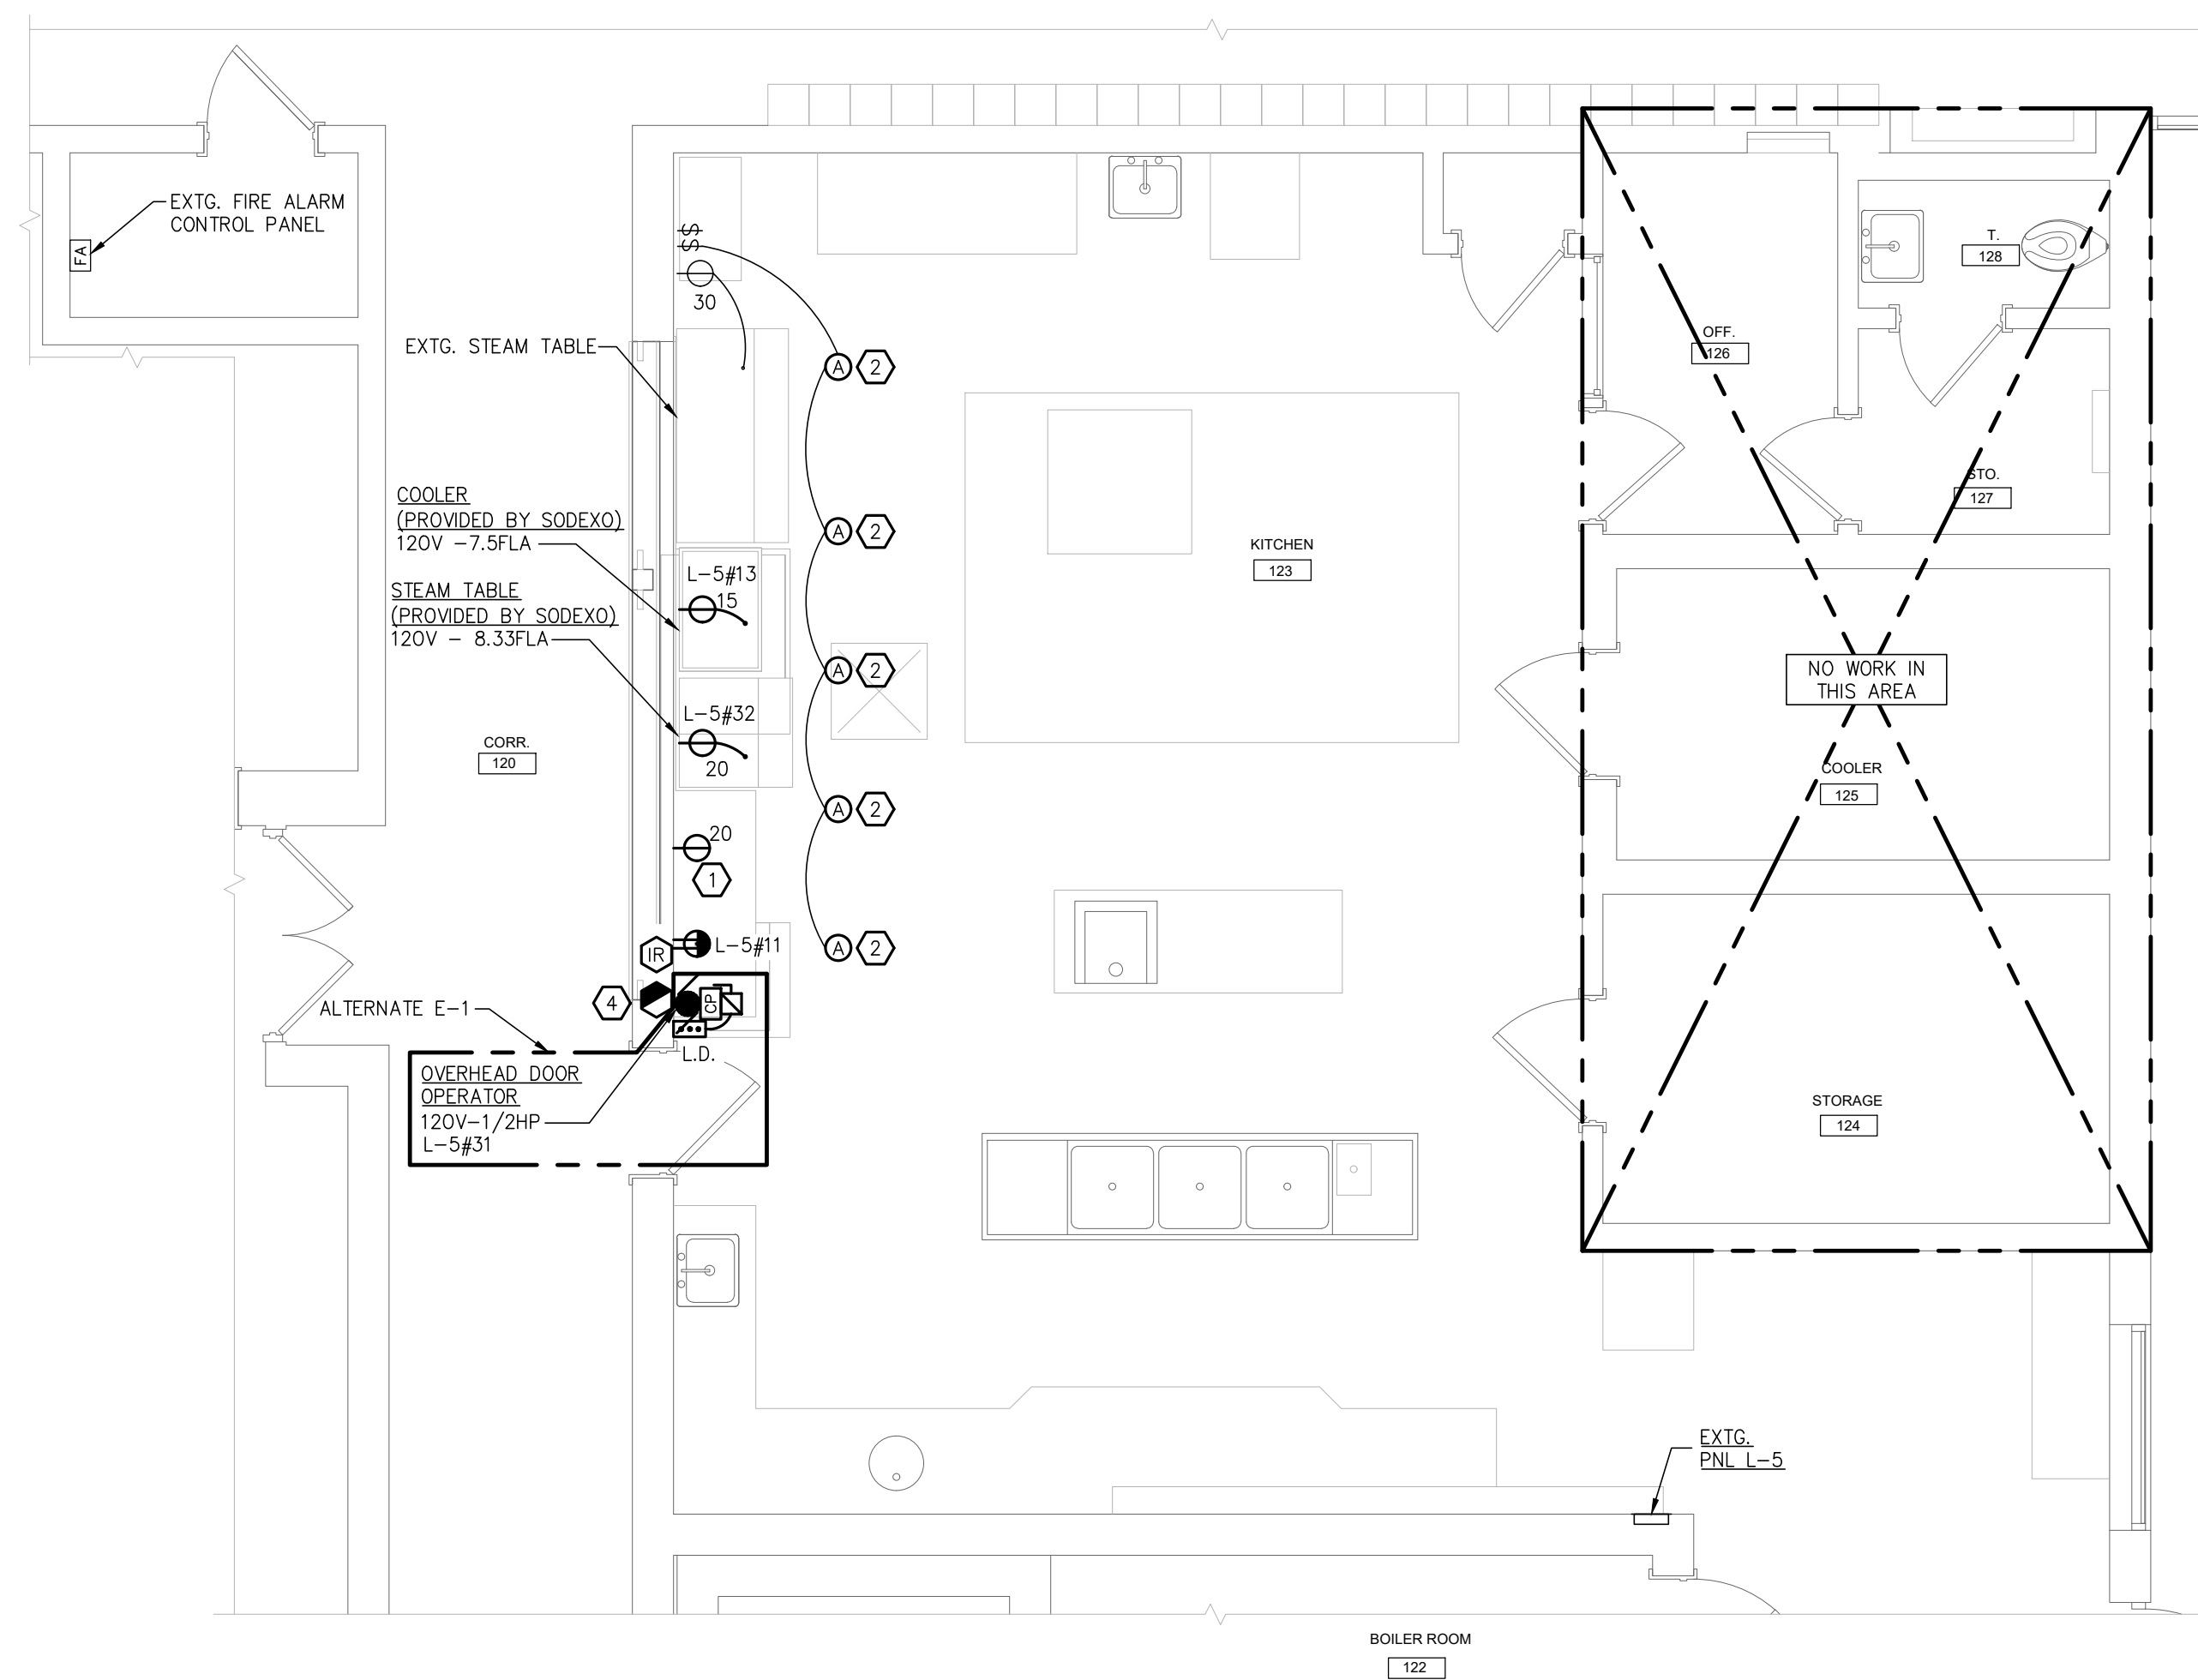 EXTG. FIRE ALARM
CONTROL PANEL
FA
$$
30
EXTG. STEAM TABLE
A
2
A
2
A
2
A
2
A
2
COOLER
(PROVIDED BY SODEXO)
120V -7.5FLA
STEAM TABLE
(PROVIDED BY SODEXO)
120V - 8.33FLA
L-5#13
15
L-5#32
20
20
1
IR
L-5#11
4
CP
L.D.
ALTERNATE E-1
OVERHEAD DOOR
OPERATOR
120V-1/2HP
L-5#31
CORR.
120
KITCHEN
123
OFF.
126
T.
128
STO.
127
NO WORK IN
THIS AREA
COOLER
125
STORAGE
124
EXTG.
PNL L-5
BOILER ROOM
122